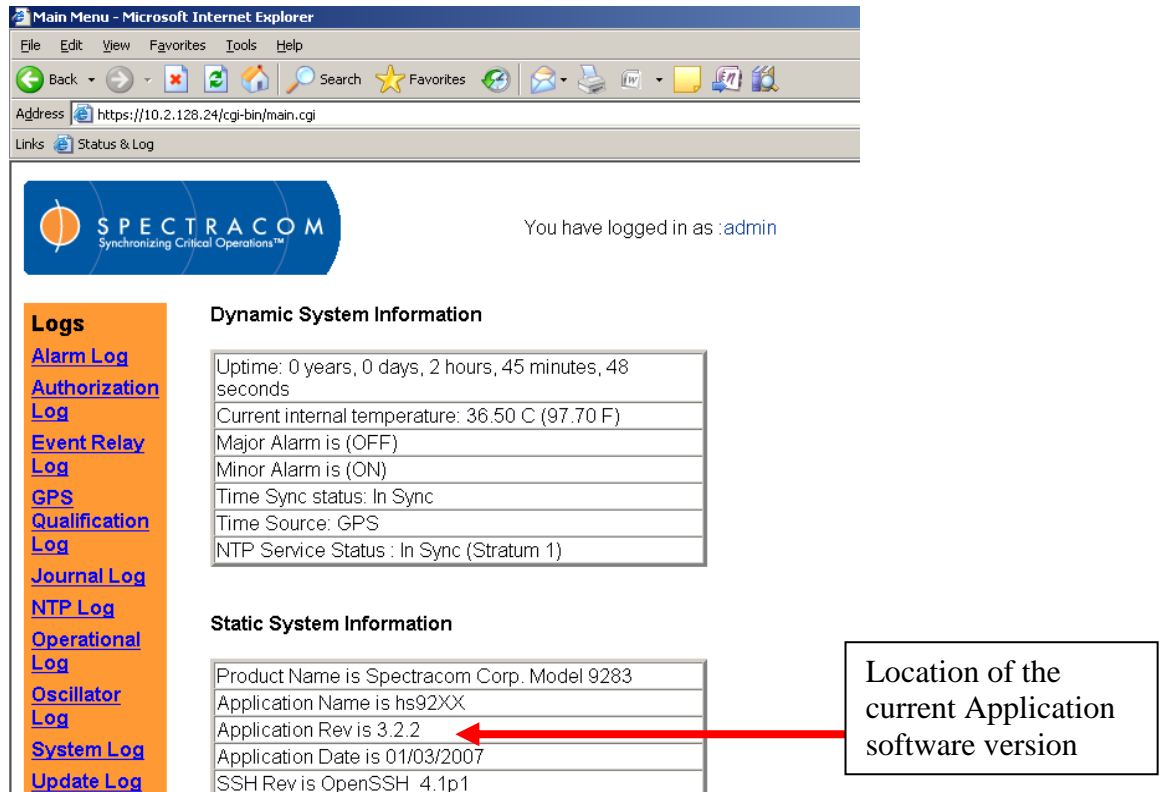 Main Menu - Microsoft Internet Explorer
File Edit View Favorites Tools Help
Back Search Favorites
Address https://10.2.128.24/cgi-bin/main.cgi
Links Status & Log
SPECTRACOM
Synchronizing Critical Operations™
You have logged in as :admin
Logs
Alarm Log
Authorization
Log
Event Relay
Log
GPS
Qualification
Log
Journal Log
NTP Log
Operational
Log
Oscillator
Log
System Log
Update Log
Dynamic System Information
Uptime: 0 years, 0 days, 2 hours, 45 minutes, 48
seconds
Current internal temperature: 36.50 C (97.70 F)
Major Alarm is (OFF)
Minor Alarm is (ON)
Time Sync status: In Sync
Time Source: GPS
NTP Service Status : In Sync (Stratum 1)
Static System Information
Product Name is Spectracom Corp. Model 9283
Application Name is hs92XX
Application Rev is 3.2.2
Application Date is 01/03/2007
SSH Rev is OpenSSH_4.1p1
Location of the
current Application
software version